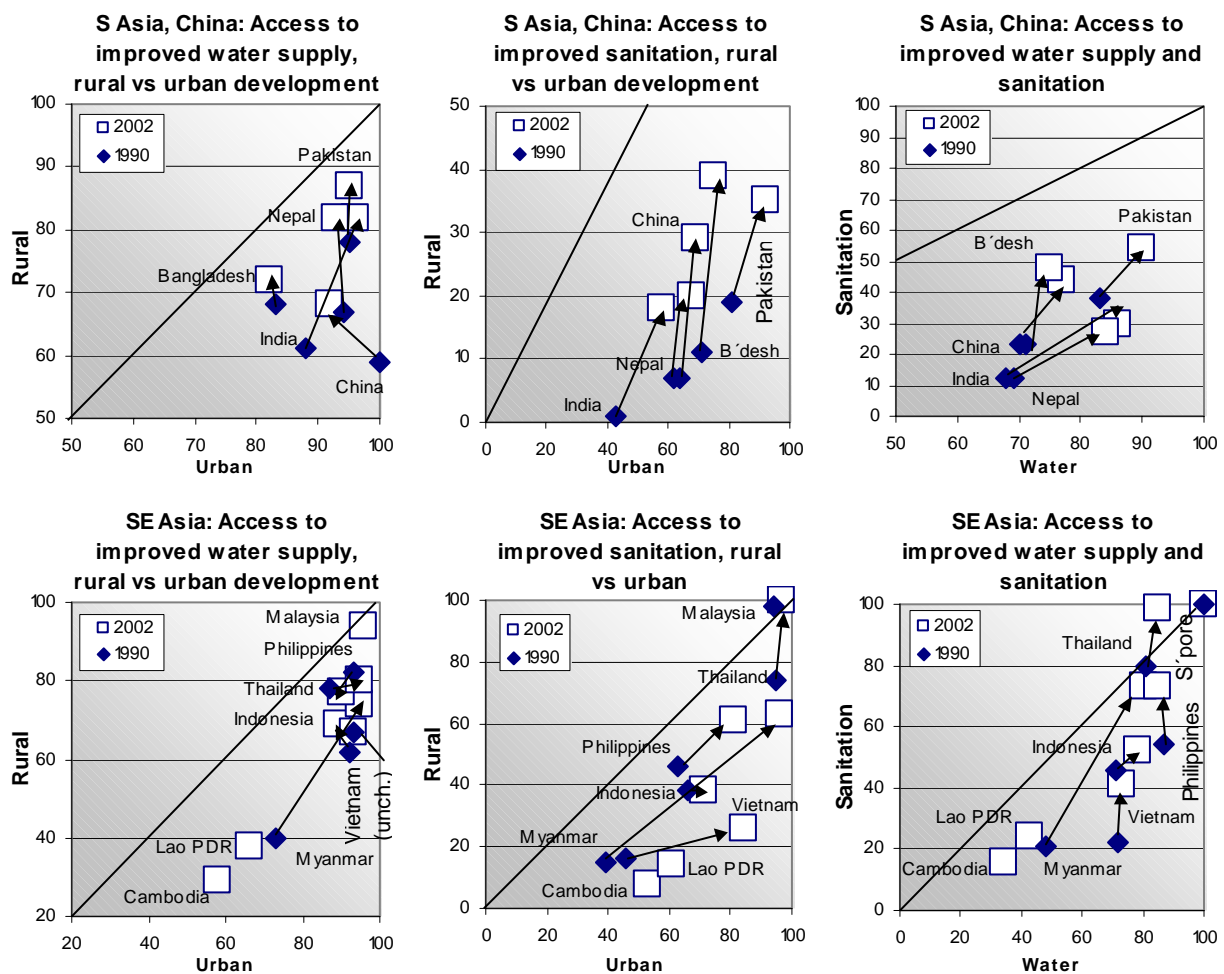 S Asia, China: Access to
improved water supply,
rural vs urban development
100
90
80
70
60
50
50 60 70 80 90 100
Rural
Urban
2002
1990
Pakistan
Nepal
Bangladesh
India
China
S Asia, China: Access to
improved sanitation, rural
vs urban development
50
40
30
20
10
0
0 20 40 60 80 100
Rural
Urban
2002
1990
China
Pakistan
Nepal
B´desh
India
S Asia, China: Access to
improved water supply and
sanitation
100
90
80
70
60
50
40
30
20
10
0
50 60 70 80 90 100
Sanitation
Water
2002
1990
Pakistan
B´desh
China
India
Nepal
SE Asia: Access to
improved water supply,
rural vs urban development
100
80
60
40
20
20 40 60 80 100
Rural
Urban
2002
1990
Malaysia
Philippines
Thailand
Indonesia
Vietnam
(unch.)
Lao PDR
Myanmar
Cambodia
SE Asia: Access to
improved sanitation, rural
vs urban
100
80
60
40
20
0
0 20 40 60 80 100
Rural
Urban
2002
1990
Malaysia
Thailand
Philippines
Indonesia
Vietnam
Myanmar
Lao PDR
Cambodia
SE Asia: Access to
improved water supply and
sanitation
100
80
60
40
20
0
0 20 40 60 80 100
Sanitation
Water
2002
1990
Thailand
S´pore
Indonesia
Philippines
Lao PDR
Vietnam
Cambodia
Myanmar